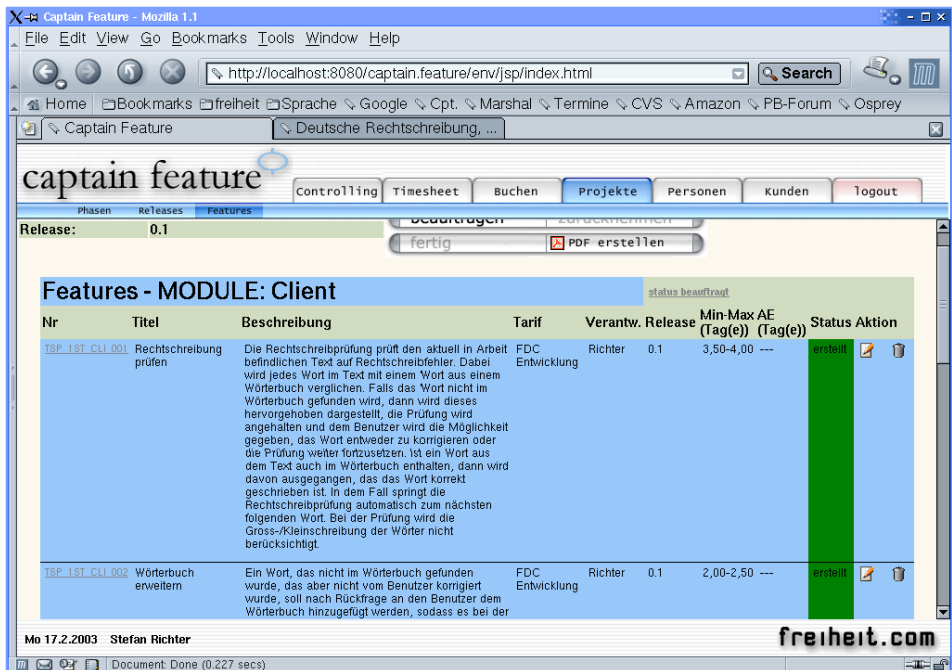 Captain Feature - Mozilla 1.1
File Edit View Go Bookmarks Tools Window Help
http://localhost:8080/captain.feature/env/jsp/index.html Search
Home Bookmarks freiheit Sprache Google Cpt. Marshal Termine CVS Amazon PB-Forum Osprey
Captain Feature Deutsche Rechtschreibung, ...
captain feature
Controlling Timesheet Buchen Projekte Personen Kunden logout
Phasen Releases Features
beauftragen zurücknehmen
Release: 0.1
fertig PDF erstellen
Features - MODULE: Client status beauftragt
Nr Titel Beschreibung Tarif Verantw. Release Min-Max (Tag(e)) AE (Tag(e)) Status Aktion
TSP_1ST_CLI_001 Rechtschreibung Die Rechtschreibprüfung prüft den aktuell in Arbeit FDC Richter 0.1 3,50-4,00 --- erstellt
prüfen befindlichen Text auf Rechtschreibfehler. Dabei Entwicklung
wird jedes Wort im Text mit einem Wort aus einem
Wörterbuch verglichen. Falls das Wort nicht im
Wörterbuch gefunden wird, dann wird dieses
hervorgehoben dargestellt, die Prüfung wird
angehalten und dem Benutzer wird die Möglichkeit
gegeben, das Wort entweder zu korrigieren oder
die Prüfung weiter fortzusetzen. Ist ein Wort aus
dem Text auch im Wörterbuch enthalten, dann wird
davon ausgegangen, das das Wort korrekt
geschrieben ist. In dem Fall springt die
Rechtschreibprüfung automatisch zum nächsten
folgenden Wort. Bei der Prüfung wird die
Gross-/Kleinschreibung der Wörter nicht
berücksichtigt.
TSP_1ST_CLI_002 Wörterbuch Ein Wort, das nicht im Wörterbuch gefunden FDC Richter 0.1 2,00-2,50 --- erstellt
erweitern wurde, das aber nicht vom Benutzer korrigiert Entwicklung
wurde, soll nach Rückfrage an den Benutzer dem
Wörterbuch hinzugefügt werden, sodass es bei der
Mo 17.2.2003 Stefan Richter freiheit.com
Document: Done (0.227 secs)